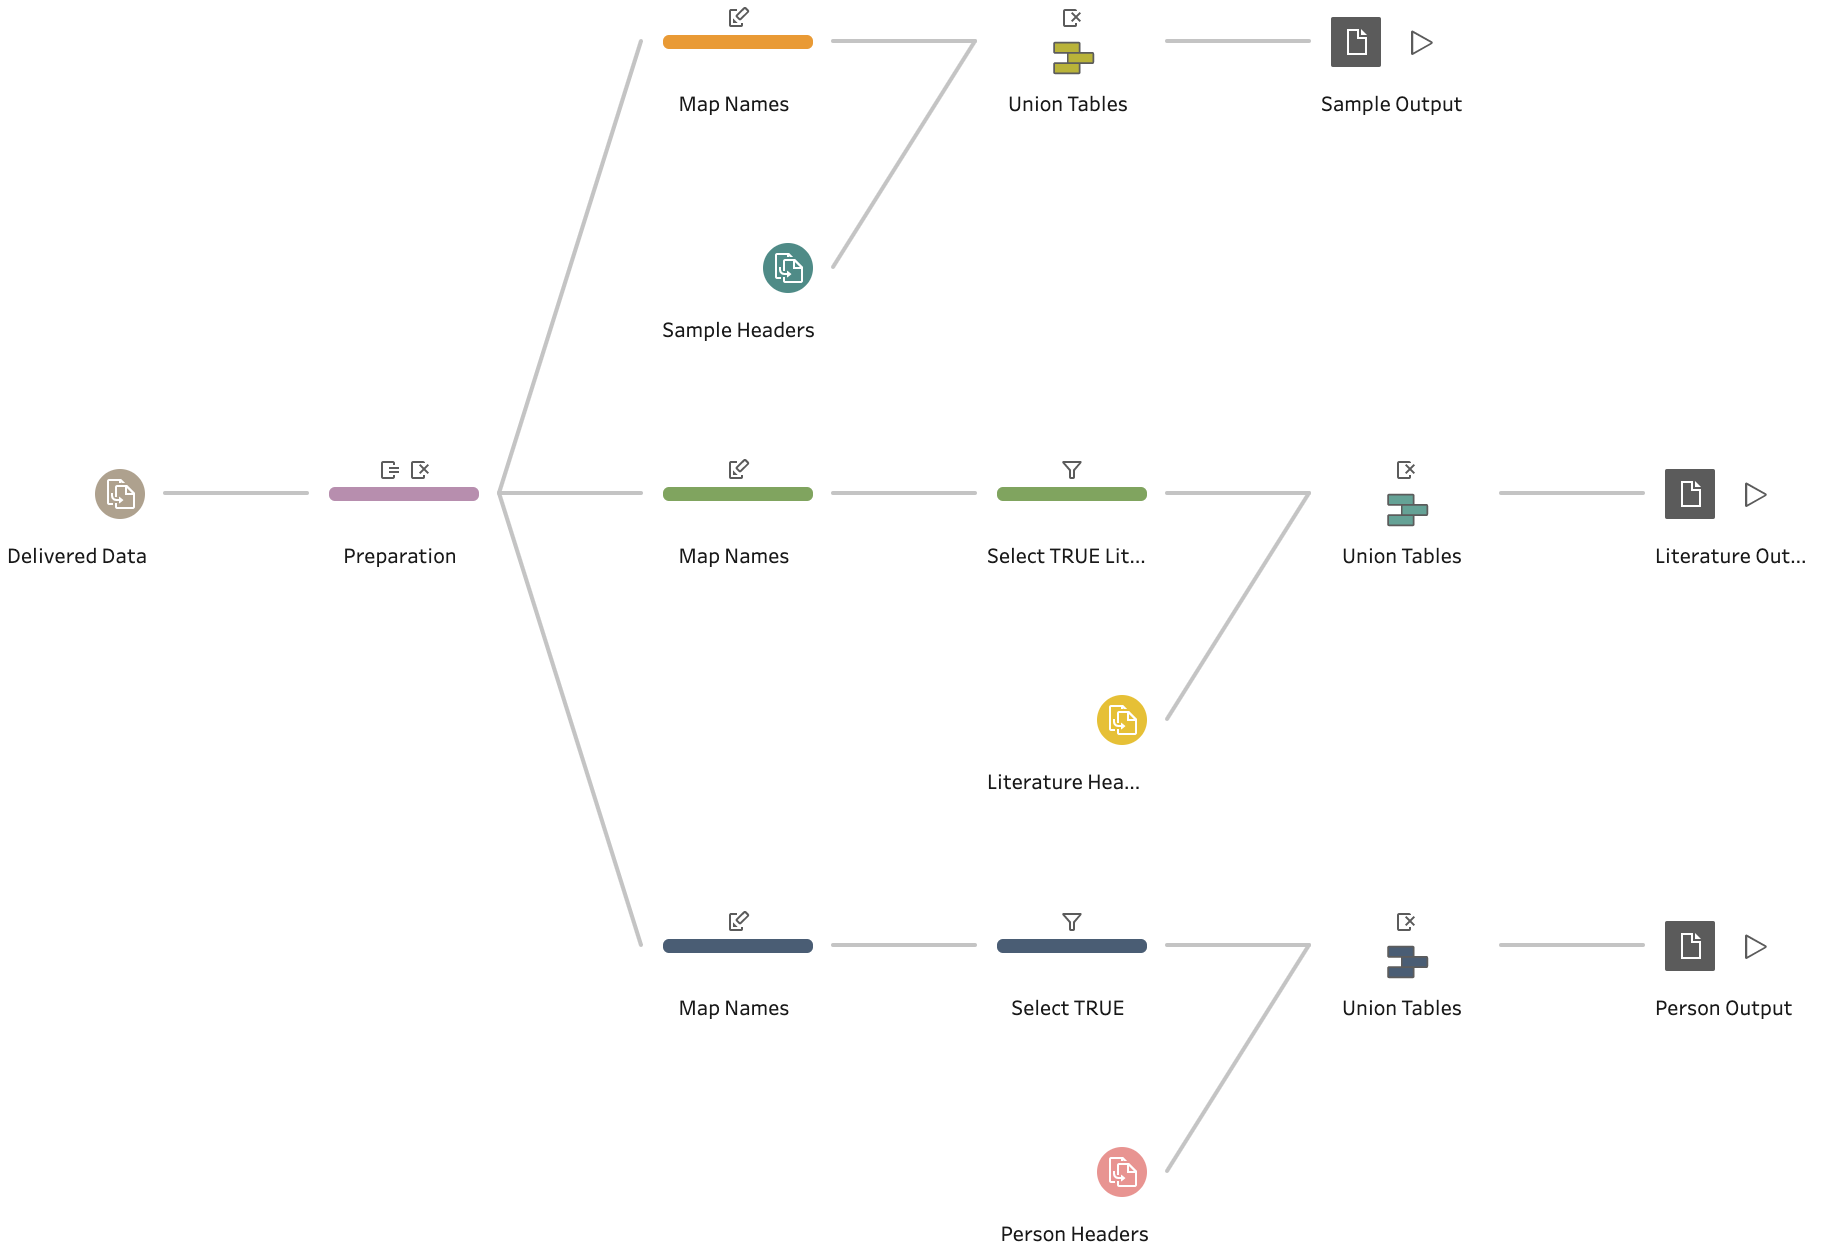 Map Names
Union Tables
Sample Output
Sample Headers
Delivered Data
Preparation
Map Names
Select TRUE Lit...
Union Tables
Literature Out...
Literature Hea...
Map Names
Select TRUE
Union Tables
Person Output
Person Headers